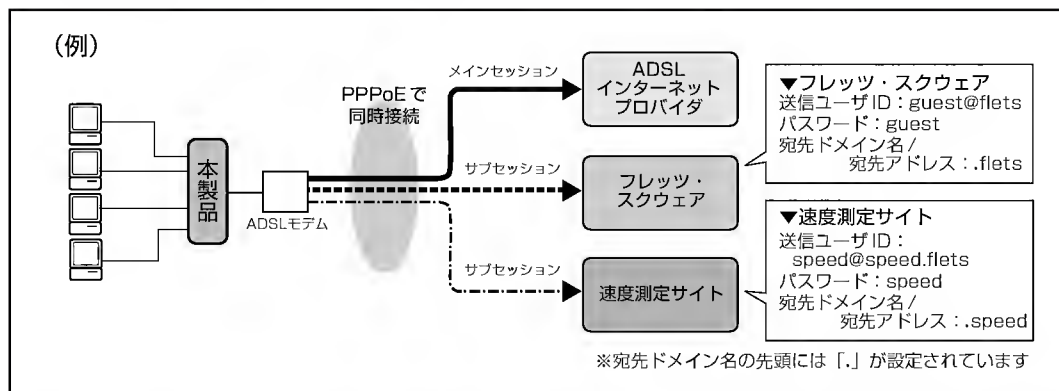 (例)
本製品
ADSLモデム
PPPoEで
同時接続
メインセッション
ADSL
インターネット
プロバイダ
サブセッション
フレッツ・
スクウェア
サブセッション
速度測定サイト
▼フレッツ・スクウェア
送信ユーザID:guest@flets
パスワード:guest
宛先ドメイン名/
宛先アドレス:.flets
▼速度測定サイト
送信ユーザID:
speed@speed.flets
パスワード:speed
宛先ドメイン名/
宛先アドレス:.speed
※宛先ドメイン名の先頭には「.」が設定されています